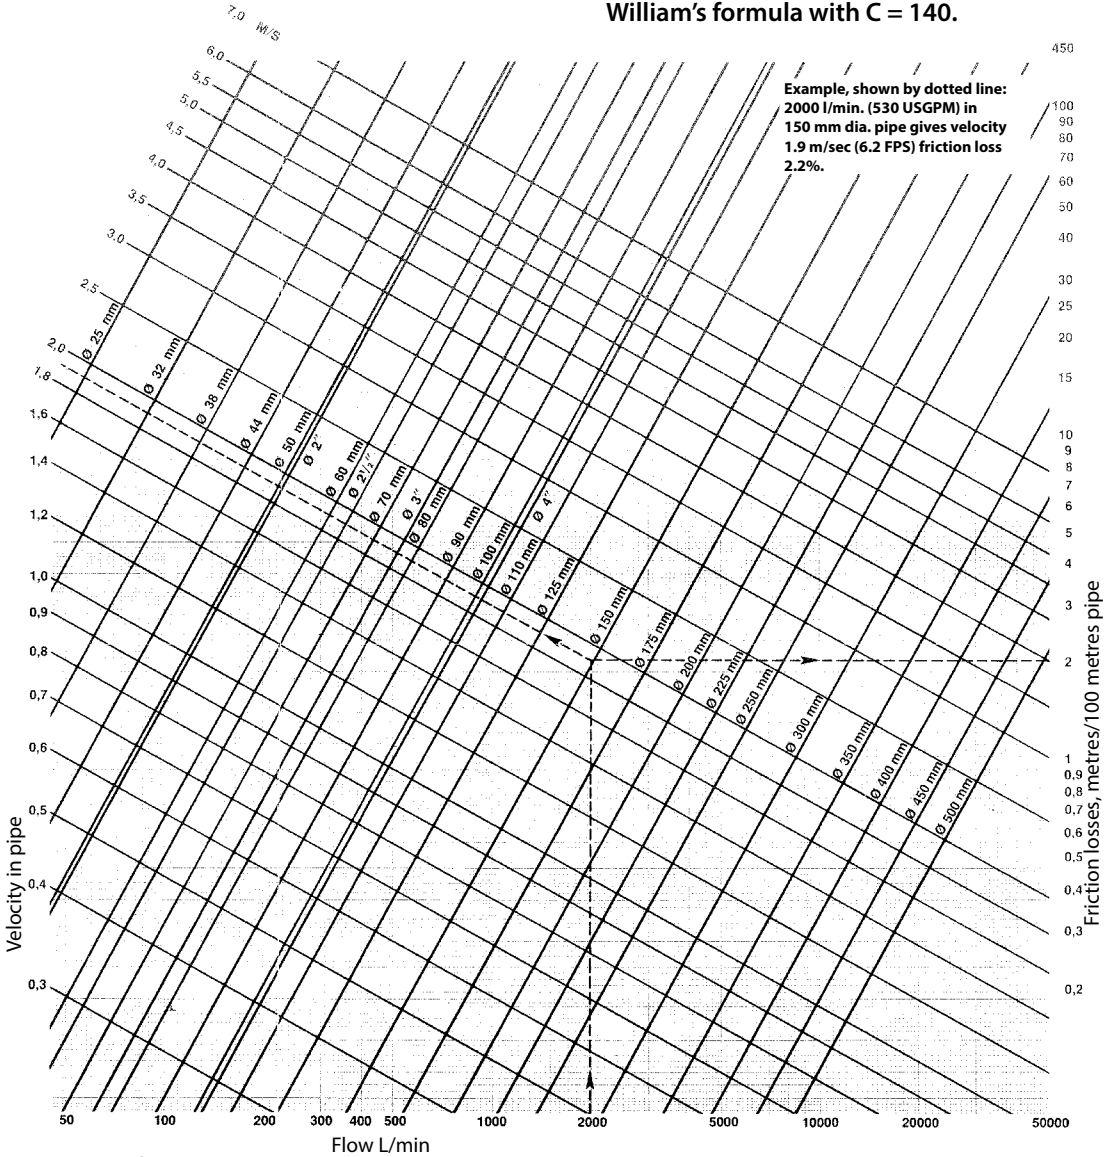 William's formula with C = 140.
Example, shown by dotted line:
2000 l/min. (530 USGPM) in
150 mm dia. pipe gives velocity
1.9 m/sec (6.2 FPS) friction loss
2.2%.
7,0 M/S
6,0
5,5
5,0
4,5
4,0
3,5
3.0
2,5
2,0
1.8
1,6
1,4
1,2
1,0
0,9
0,8
0,7
0,6
0,5
0,4
0,3
Velocity in pipe
Ø 25 mm
Ø 32 mm
Ø 38 mm
Ø 44 mm
Ø 50 mm
Ø 2"
Ø 60 mm
Ø 2½"
Ø 70 mm
Ø 3"
Ø 80 mm
Ø 90 mm
Ø 100 mm
Ø 4"
Ø 110 mm
Ø 125 mm
Ø 150 mm
Ø 175 mm
Ø 200 mm
Ø 225 mm
Ø 250 mm
Ø 300 mm
Ø 350 mm
Ø 400 mm
Ø 450 mm
Ø 500 mm
450
100
90
80
70
60
50
40
30
25
20
15
10
9
8
7
6
5
4
3
2
1
0,9
0,8
0,7
0,6
0,5
0,4
0,3
0,2
Friction losses, metres/100 metres pipe
50 100 200 300 400 500 1000 2000 5000 10000 20000 50000
Flow L/min